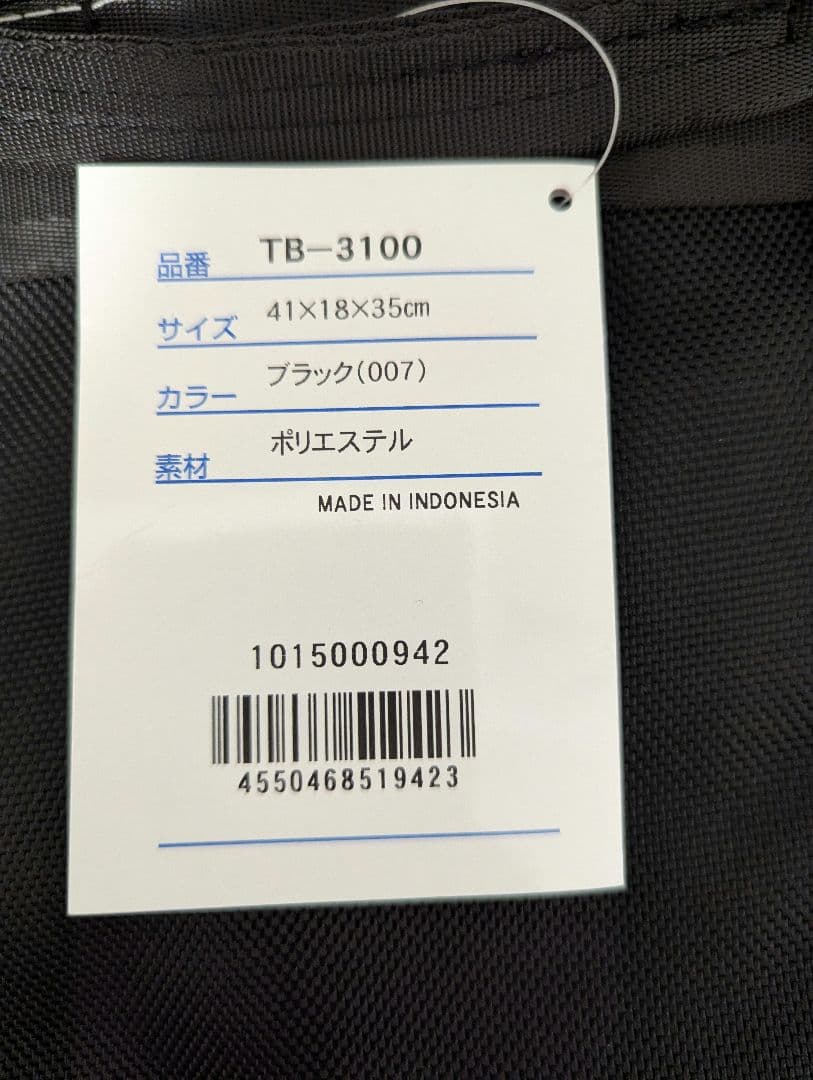 品番 TB-3100
サイズ 41×18×35cm
カラー ブラック(007)
素材 ポリエステル
MADE IN INDONESIA
1015000942
4550468519423